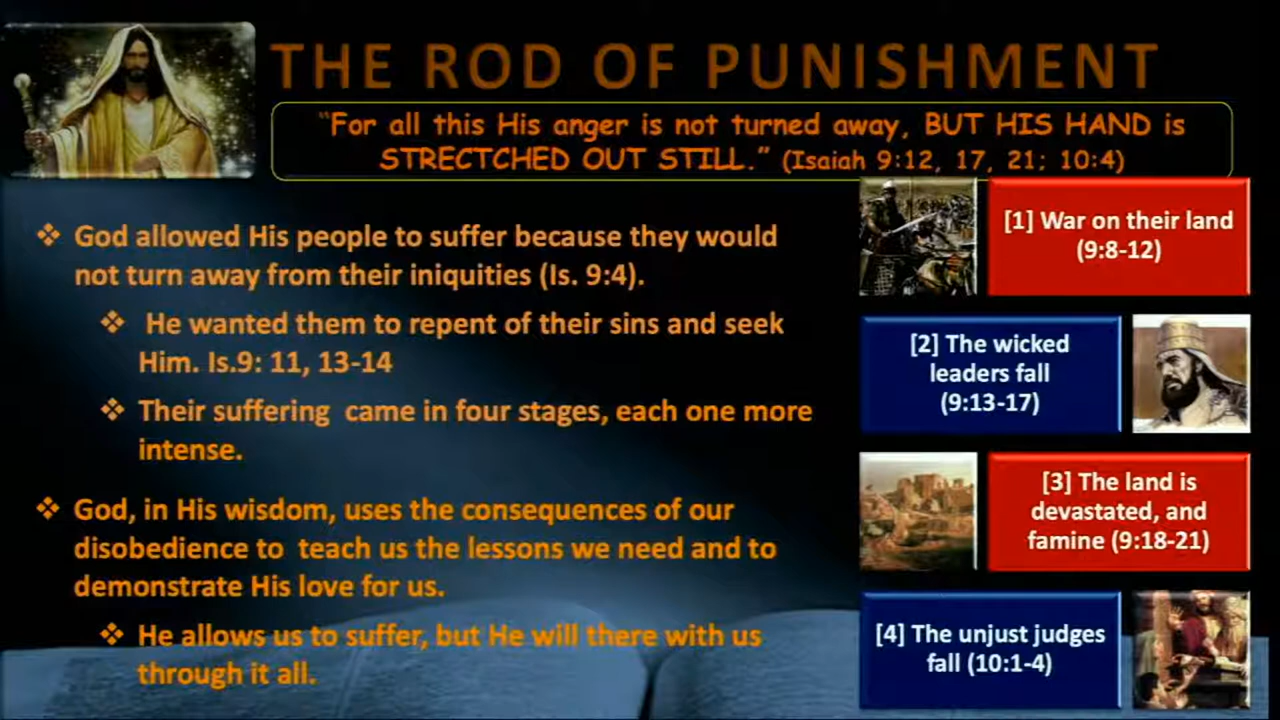 THE ROD OF PUNISHMENT
"For all this His anger is not turned away, BUT HIS HAND is
STRECTCHED OUT STILL." (Isaiah 9:12, 17, 21; 10:4)
❖ God allowed His people to suffer because they would
not turn away from their iniquities (Is. 9:4).
❖ He wanted them to repent of their sins and seek
Him. Is.9: 11, 13-14
❖ Their suffering came in four stages, each one more
intense.
❖ God, in His wisdom, uses the consequences of our
disobedience to teach us the lessons we need and to
demonstrate His love for us.
❖ He allows us to suffer, but He will there with us
through it all.
[1] War on their land
(9:8-12)
[2] The wicked
leaders fall
(9:13-17)
[3] The land is
devastated, and
famine (9:18-21)
[4] The unjust judges
fall (10:1-4)